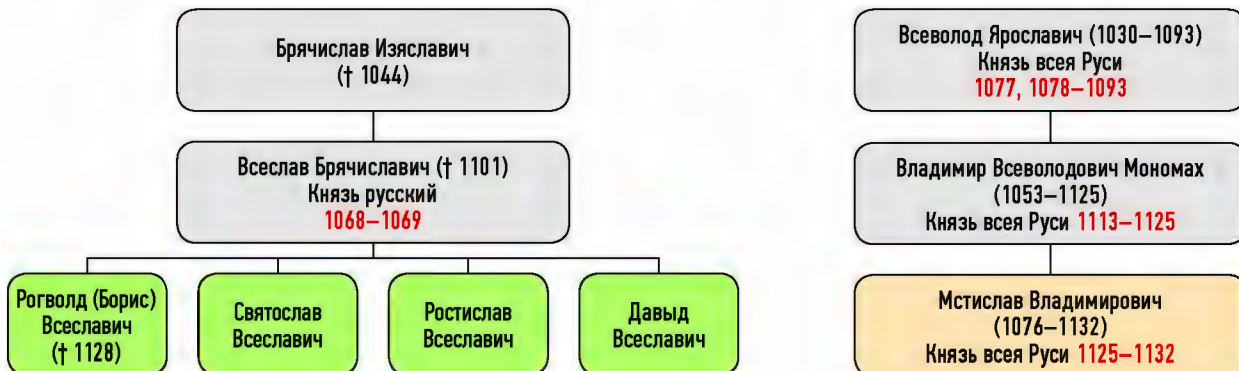 Брячислав Изяславич
(† 1044)
Всеслав Брячиславич († 1101)
Князь русский
1068–1069
Рогволд (Борис)
Всеславич
(† 1128)
Святослав
Всеславич
Ростислав
Всеславич
Давыд
Всеславич
Всеволод Ярославич (1030–1093)
Князь всея Руси
1077, 1078–1093
Владимир Всеволодович Мономах
(1053–1125)
Князь всея Руси 1113–1125
Мстислав Владимирович
(1076–1132)
Князь всея Руси 1125–1132